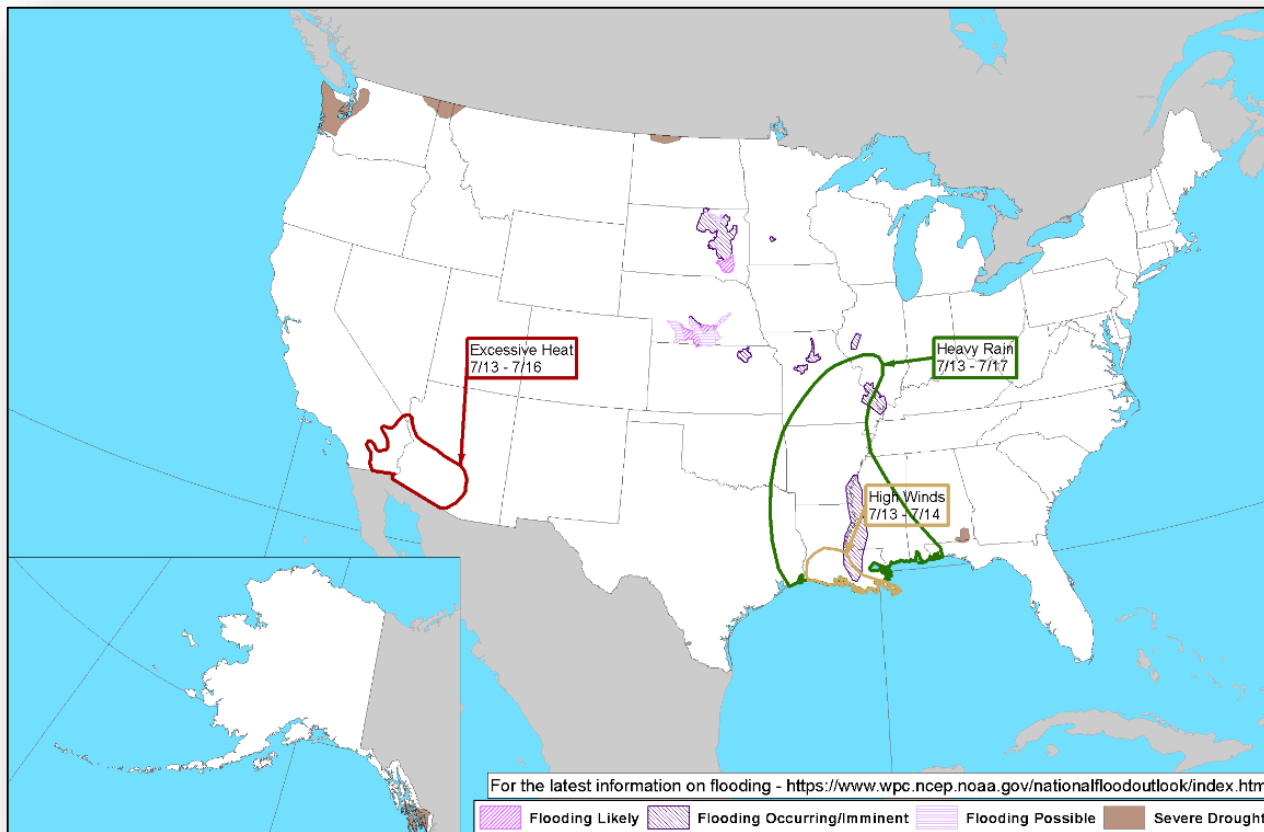 Excessive Heat
7/13 - 7/16
Heavy Rain
7/13 - 7/17
High Winds
7/13 - 7/14
For the latest information on flooding - https://www.wpc.ncep.noaa.gov/nationalfloodoutlook/index.htm
Flooding Likely
Flooding Occurring/Imminent
Flooding Possible
Severe Drought